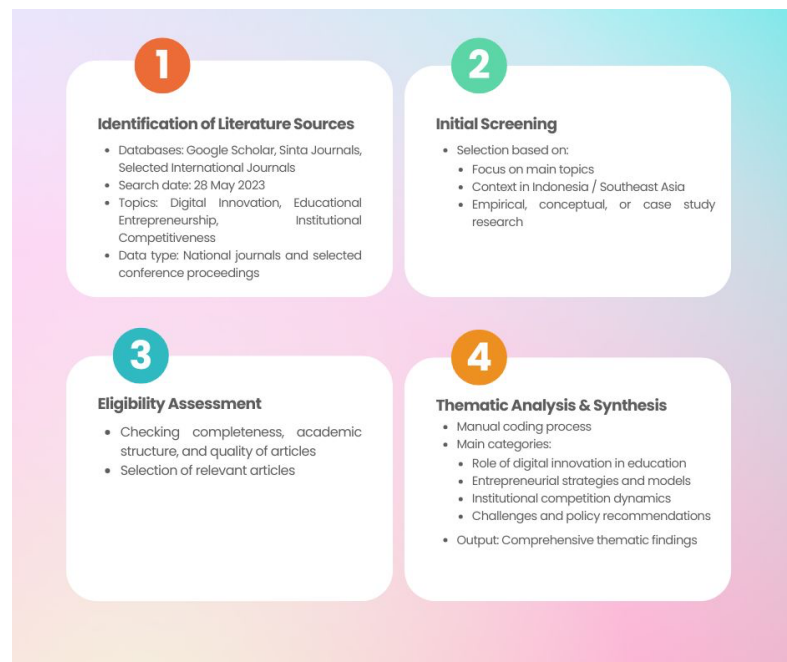 1
Identification of Literature Sources
• Databases: Google Scholar, Sinta Journals,
Selected International Journals
• Search date: 28 May 2023
• Topics: Digital Innovation, Educational
Entrepreneurship, Institutional
Competitiveness
• Data type: National journals and selected
conference proceedings
2
Initial Screening
• Selection based on:
• Focus on main topics
• Context in Indonesia / Southeast Asia
• Empirical, conceptual, or case study
research
3
Eligibility Assessment
• Checking completeness, academic
structure, and quality of articles
• Selection of relevant articles
4
Thematic Analysis & Synthesis
• Manual coding process
• Main categories:
• Role of digital innovation in education
• Entrepreneurial strategies and models
• Institutional competition dynamics
• Challenges and policy recommendations
• Output: Comprehensive thematic findings